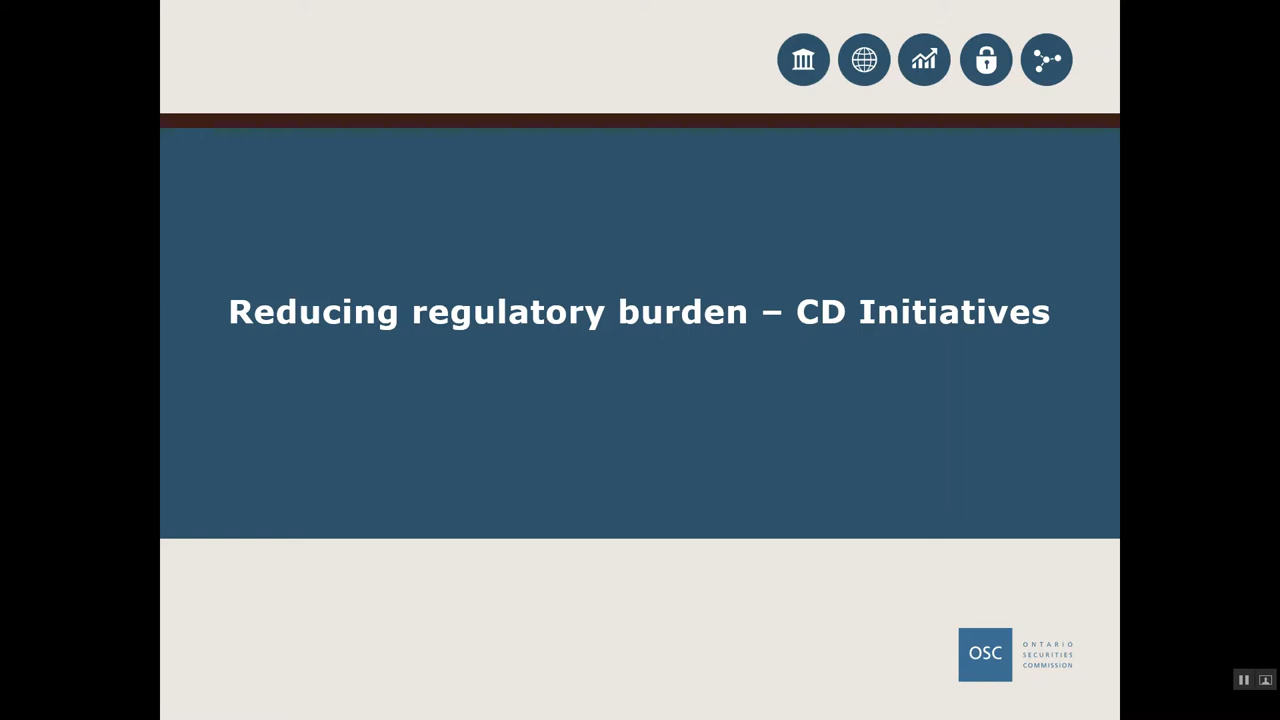 Reducing regulatory burden – CD Initiatives
OSC
ONTARIO
SECURITIES
COMMISSION